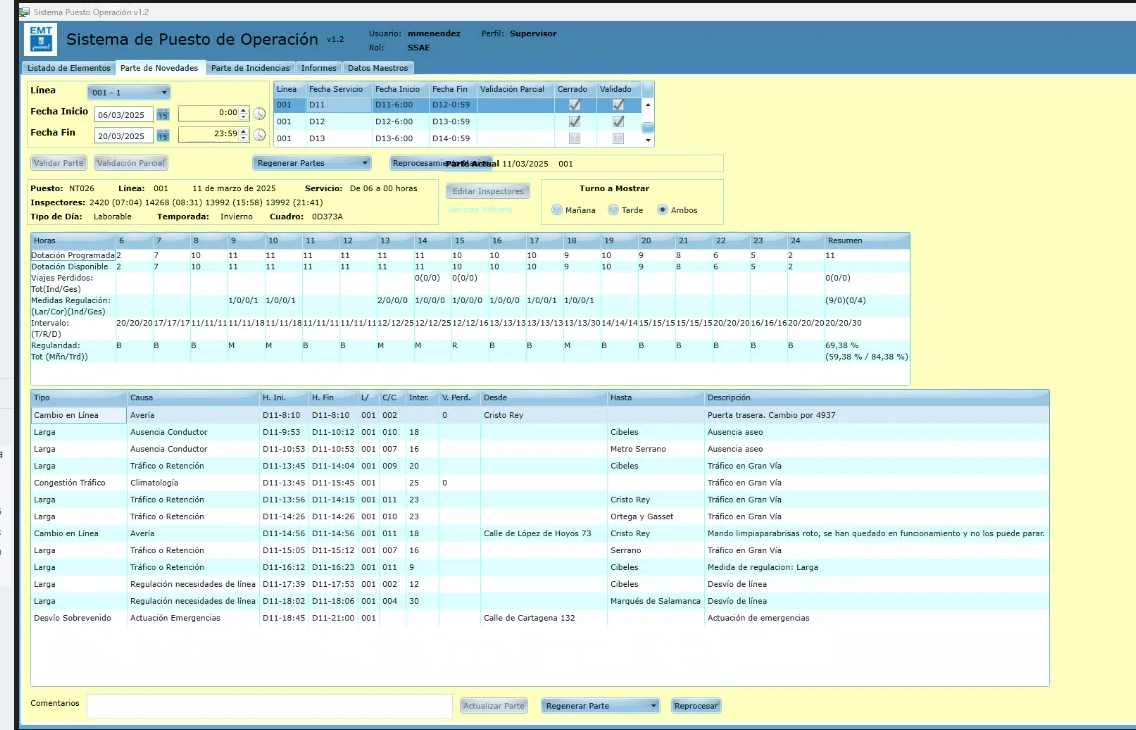 Sistema Puesto Operación v1.2
EMT
Sistema de Puesto de Operación v1.2
Usuario: mmenendez Perfil: Supervisor
Rol: SSAE
Listado de Elementos Parte de Novedades Parte de Incidencias Informes Datos Maestros
Línea 001 - 1
Fecha Inicio 06/03/2025 15 0:00
Fecha Fin 20/03/2025 15 23:59
Línea Fecha Servicio Fecha Inicio Fecha Fin Validación Parcial Cerrado Validado
001 D11 D11-6:00 D12-0:59
001 D12 D12-6:00 D13-0:59
001 D13 D13-6:00 D14-0:59
Validar Parte Validación Parcial Regenerar Partes Reprocesami Parte Actual 11/03/2025 001
Puesto: NT026 Línea: 001 11 de marzo de 2025 Servicio: De 06 a 00 horas
Inspectores: 2420 (07:04) 14268 (08:31) 13992 (15:58) 13992 (21:41)
Tipo de Día: Laborable Temporada: Invierno Cuadro: 0D373A
Editar Inspectores
Generar Informe
Turno a Mostrar
Mañana Tarde Ambos
Horas 6 7 8 9 10 11 12 13 14 15 16 17 18 19 20 21 22 23 24 Resumen
Dotación Programada 2 7 10 11 11 11 11 11 11 10 10 10 9 10 9 8 6 5 2 11
Dotación Disponible 2 7 10 11 11 11 11 11 11 10 10 10 9 10 9 8 6 5 2
Viajes Perdidos: 0(0/0) 0(0/0) 0(0/0)
Tot(Ind/Ges)
Medidas Regulación: 1/0/0/1 1/0/0/1 2/0/0/0 1/0/0/0 1/0/0/0 1/0/0/0 1/0/0/1 1/0/0/1 (9/0)(0/4)
(Lar/Cor)(Ind/Ges)
Intervalo: 20/20/20 17/17/17 11/11/11 11/11/18 11/11/18 11/11/11 11/11/11 12/12/25 12/12/25 12/12/16 13/13/13 13/13/13 13/13/30 14/14/14 15/15/15 15/15/15 20/20/20 16/16/16 20/20/20 20/20/30
(T/R/D)
Regularidad: B B B M M B B M M R B B M B B B B B B 69,38 %
Tot (Mñn/Trd)) (59,38 % / 84,38 %)
Tipo Causa H. Ini. H. Fin L/ C/C Inter. V. Perd. Desde Hasta Descripción
Cambio en Línea Avería D11-8:10 D11-8:10 001 002 0 Cristo Rey Puerta trasera. Cambio por 4937
Larga Ausencia Conductor D11-9:53 D11-10:12 001 010 18 Cibeles Ausencia aseo
Larga Ausencia Conductor D11-10:53 D11-10:53 001 007 16 Metro Serrano Ausencia aseo
Larga Tráfico o Retención D11-13:45 D11-14:04 001 009 20 Cibeles Tráfico en Gran Vía
Congestión Tráfico Climatología D11-13:45 D11-15:45 001 25 0 Tráfico en Gran Vía
Larga Tráfico o Retención D11-13:56 D11-14:15 001 011 23 Cristo Rey Tráfico en Gran Vía
Larga Tráfico o Retención D11-14:26 D11-14:26 001 010 23 Ortega y Gasset Tráfico en Gran Vía
Cambio en Línea Avería D11-14:56 D11-14:56 001 011 18 Calle de López de Hoyos 73 Cristo Rey Mando limpiaparabrisas roto, se han quedado en funcionamiento y no los puede parar.
Larga Tráfico o Retención D11-15:05 D11-15:12 001 007 16 Serrano Tráfico en Gran Vía
Larga Tráfico o Retención D11-16:12 D11-16:23 001 011 9 Cibeles Medida de regulacion: Larga
Larga Regulación necesidades de línea D11-17:39 D11-17:53 001 002 12 Cibeles Desvío de línea
Larga Regulación necesidades de línea D11-18:02 D11-18:06 001 004 30 Marqués de Salamanca Desvío de línea
Desvío Sobrevenido Actuación Emergencias D11-18:45 D11-21:00 001 Calle de Cartagena 132 Actuación de emergencias
Comentarios Actualizar Parte Regenerar Parte Reprocesar